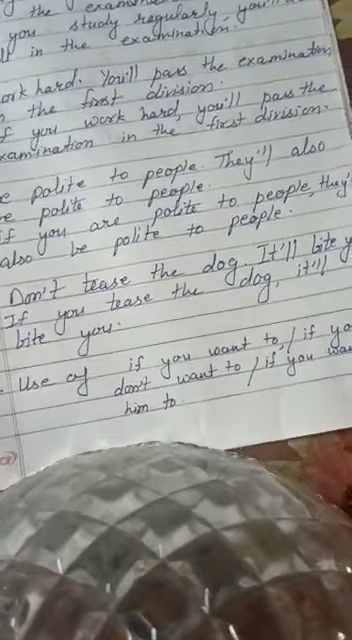 the examin
you study regularly you'll
in the examination.
ork hard. You'll pass the examination,
the first division.
f you work hard, you'll pass the
xamination in the first division.
e polite to people. They'll also
e polite to people.
if you are polite to people, they'
also be polite to people.
Don't tease the dog. It'll bite y
If you tease the dog, it'll
bite you.
. Use of if you want to, / if yo
don't want to / if you wan
him to